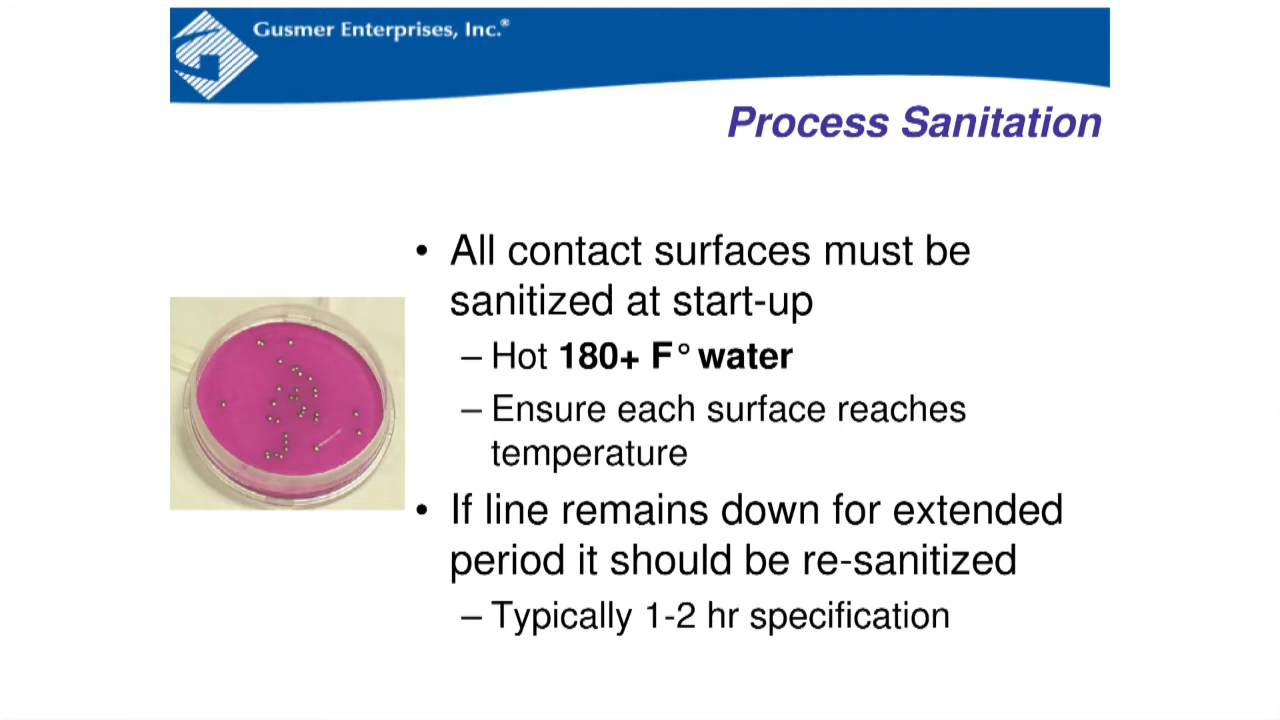 Gusmer Enterprises, Inc.®
Process Sanitation
• All contact surfaces must be
sanitized at start-up
– Hot 180+ F° water
– Ensure each surface reaches
temperature
• If line remains down for extended
period it should be re-sanitized
– Typically 1-2 hr specification